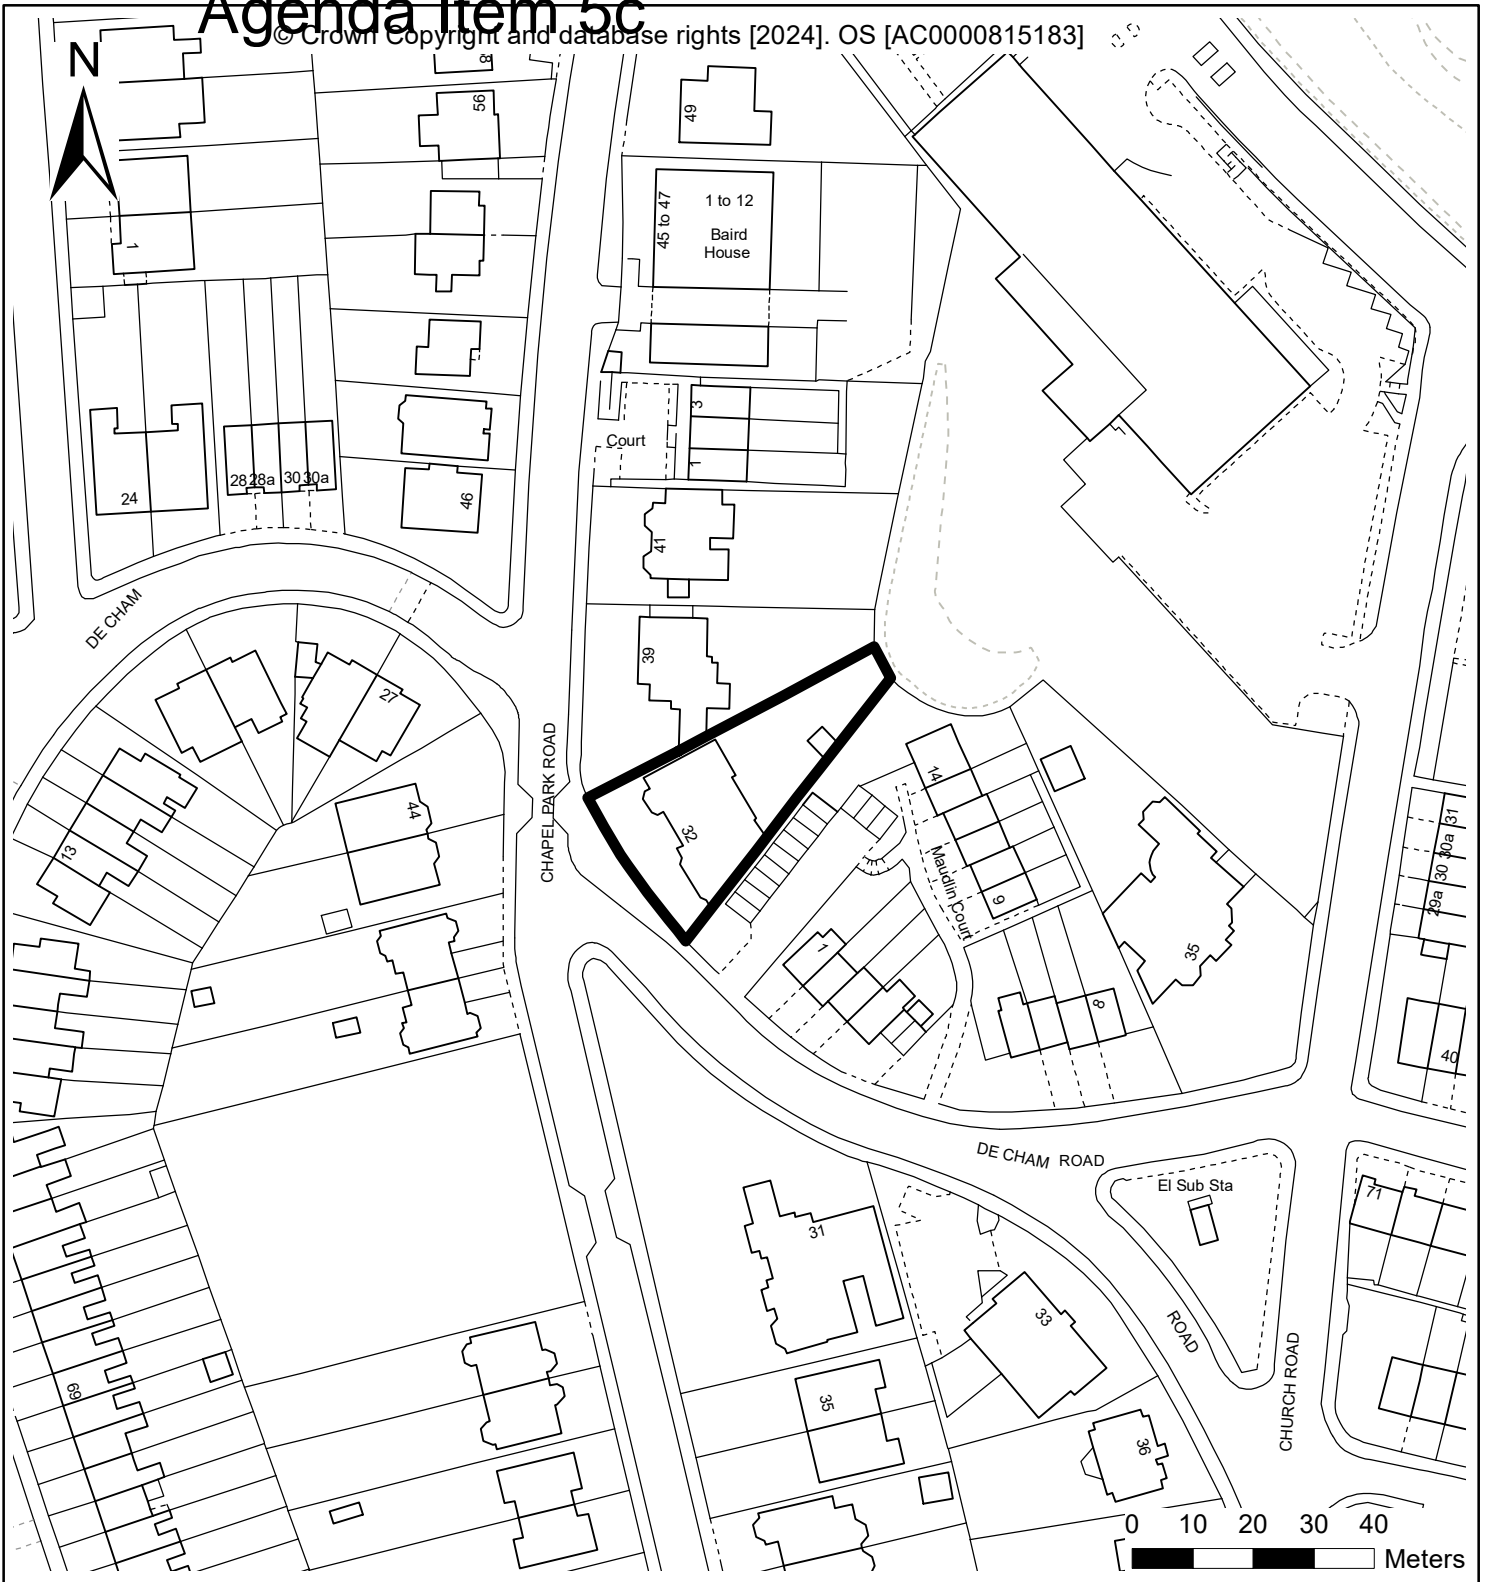 Agenda Item 5c
© Crown Copyright and database rights [2024]. OS [AC0000815183]
N
56
49
45 to 47
1 to 12
Baird
House
1
3
Court
1
24
28
28a
30
30a
46
41
DE CHAM
39
27
CHAPEL PARK ROAD
44
13
32
14
Maudlin Court
9
1
35
8
31
30a
30
29a
40
DE CHAM ROAD
El Sub Sta
71
31
33
ROAD
CHURCH ROAD
69
35
36
0 10 20 30 40
Meters